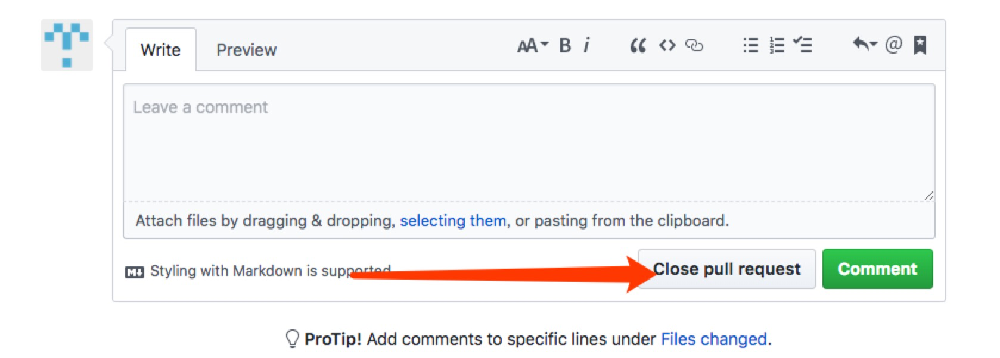 Write Preview AA B i
Leave a comment
Attach files by dragging & dropping, selecting them, or pasting from the clipboard.
M↓ Styling with Markdown is supported
Close pull request Comment
ProTip! Add comments to specific lines under Files changed.